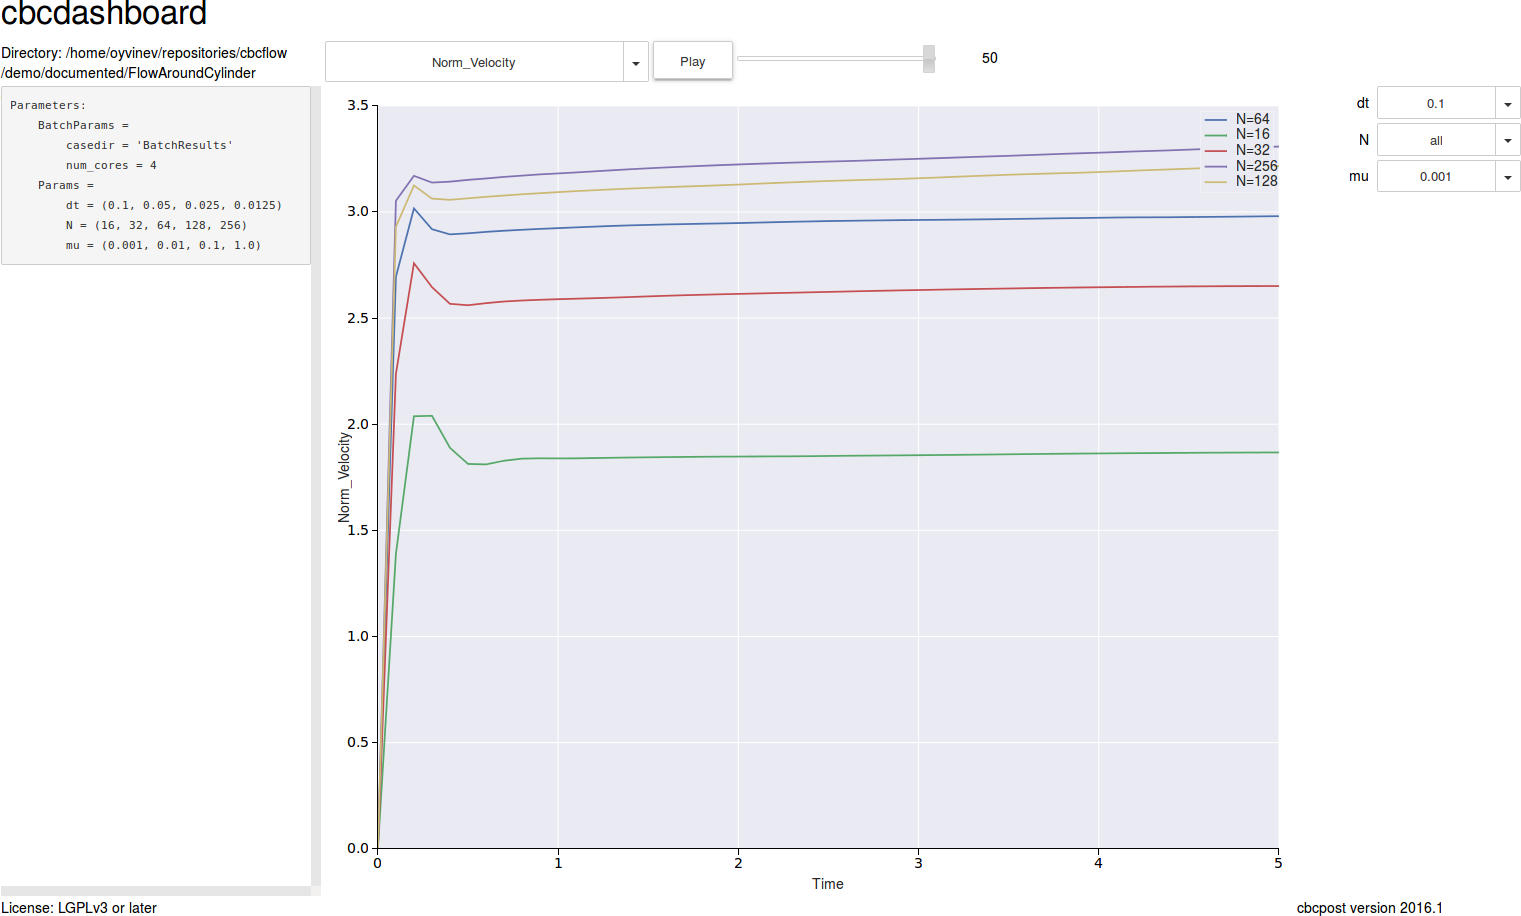 cbcdashboard
Directory: /home/oyvinev/repositories/cbcflow
/demo/documented/FlowAroundCylinder
Parameters:
BatchParams =
casedir = 'BatchResults'
num_cores = 4
Params =
dt = (0.1, 0.05, 0.025, 0.0125)
N = (16, 32, 64, 128, 256)
mu = (0.001, 0.01, 0.1, 1.0)
Norm_Velocity
Play
50
3.5
3.0
2.5
2.0
1.5
1.0
0.5
0.0
Norm_Velocity
N=64
N=16
N=32
N=256
N=128
0
1
2
3
4
5
Time
dt
0.1
N
all
mu
0.001
License: LGPLv3 or later
cbcpost version 2016.1